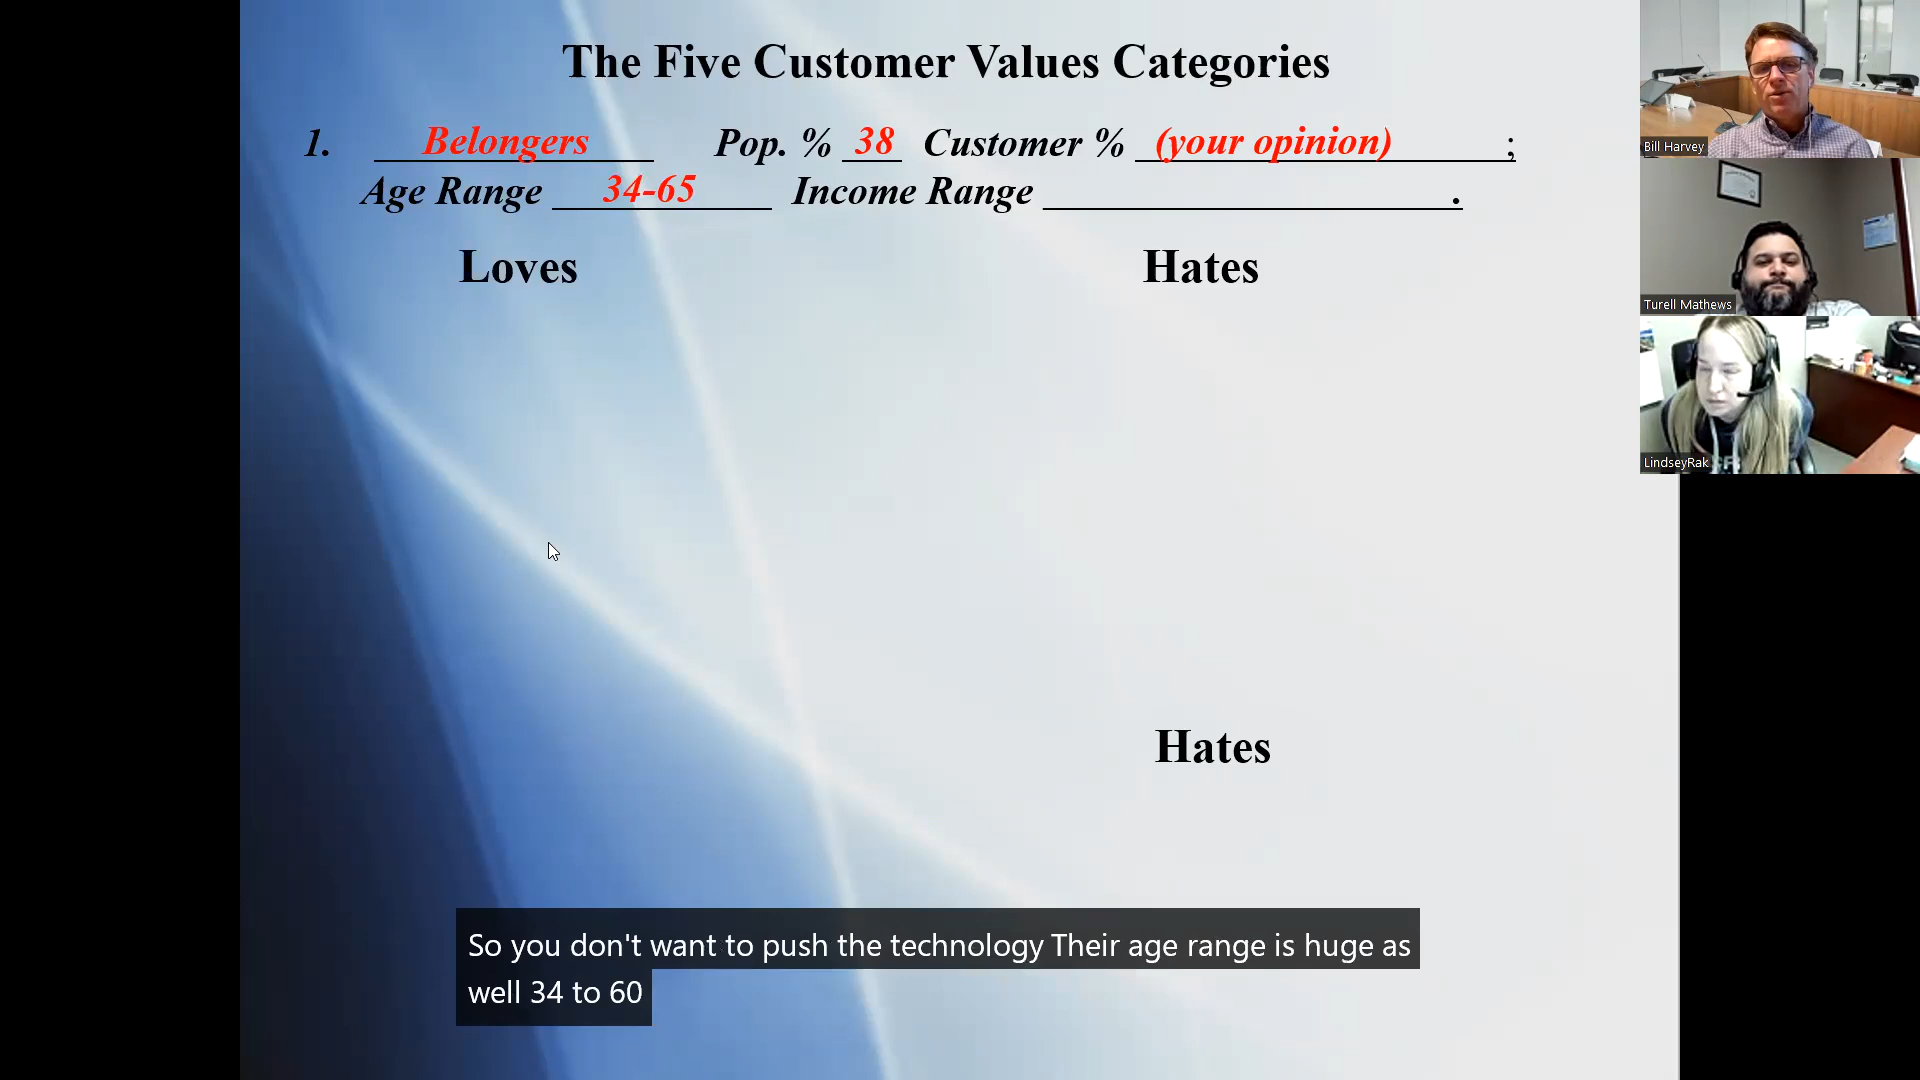 The Five Customer Values Categories
1. Belongers Pop. % 38 Customer % (your opinion) ;
Age Range 34-65 Income Range .
Loves Hates
Hates
So you don't want to push the technology Their age range is huge as
well 34 to 60
Bill Harvey
Turell Mathews
LindseyRak